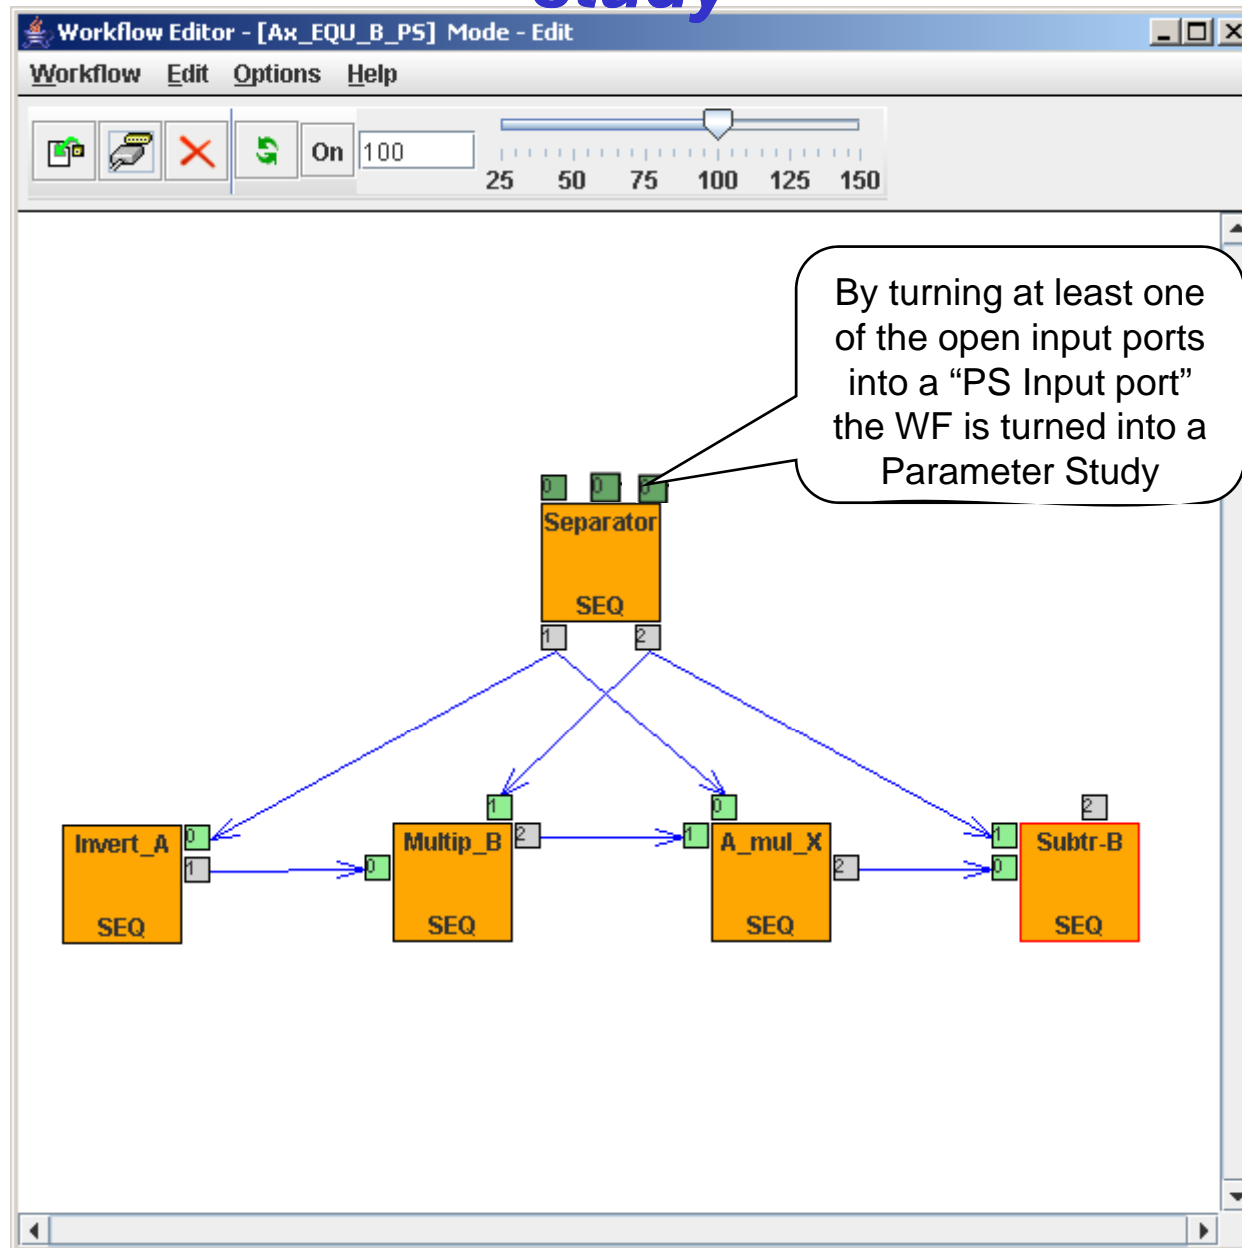 study
Workflow Editor - [Ax_EQU_B_PS] Mode - Edit
Workflow Edit Options Help
On 100
25 50 75 100 125 150
By turning at least one
of the open input ports
into a “PS Input port”
the WF is turned into a
Parameter Study
0 0
Separator
SEQ
1 2
1 0 2
0 2 1 2 1
Invert_A Multip_B A_mul_X Subtr-B
1 0 2 0
SEQ SEQ SEQ SEQ